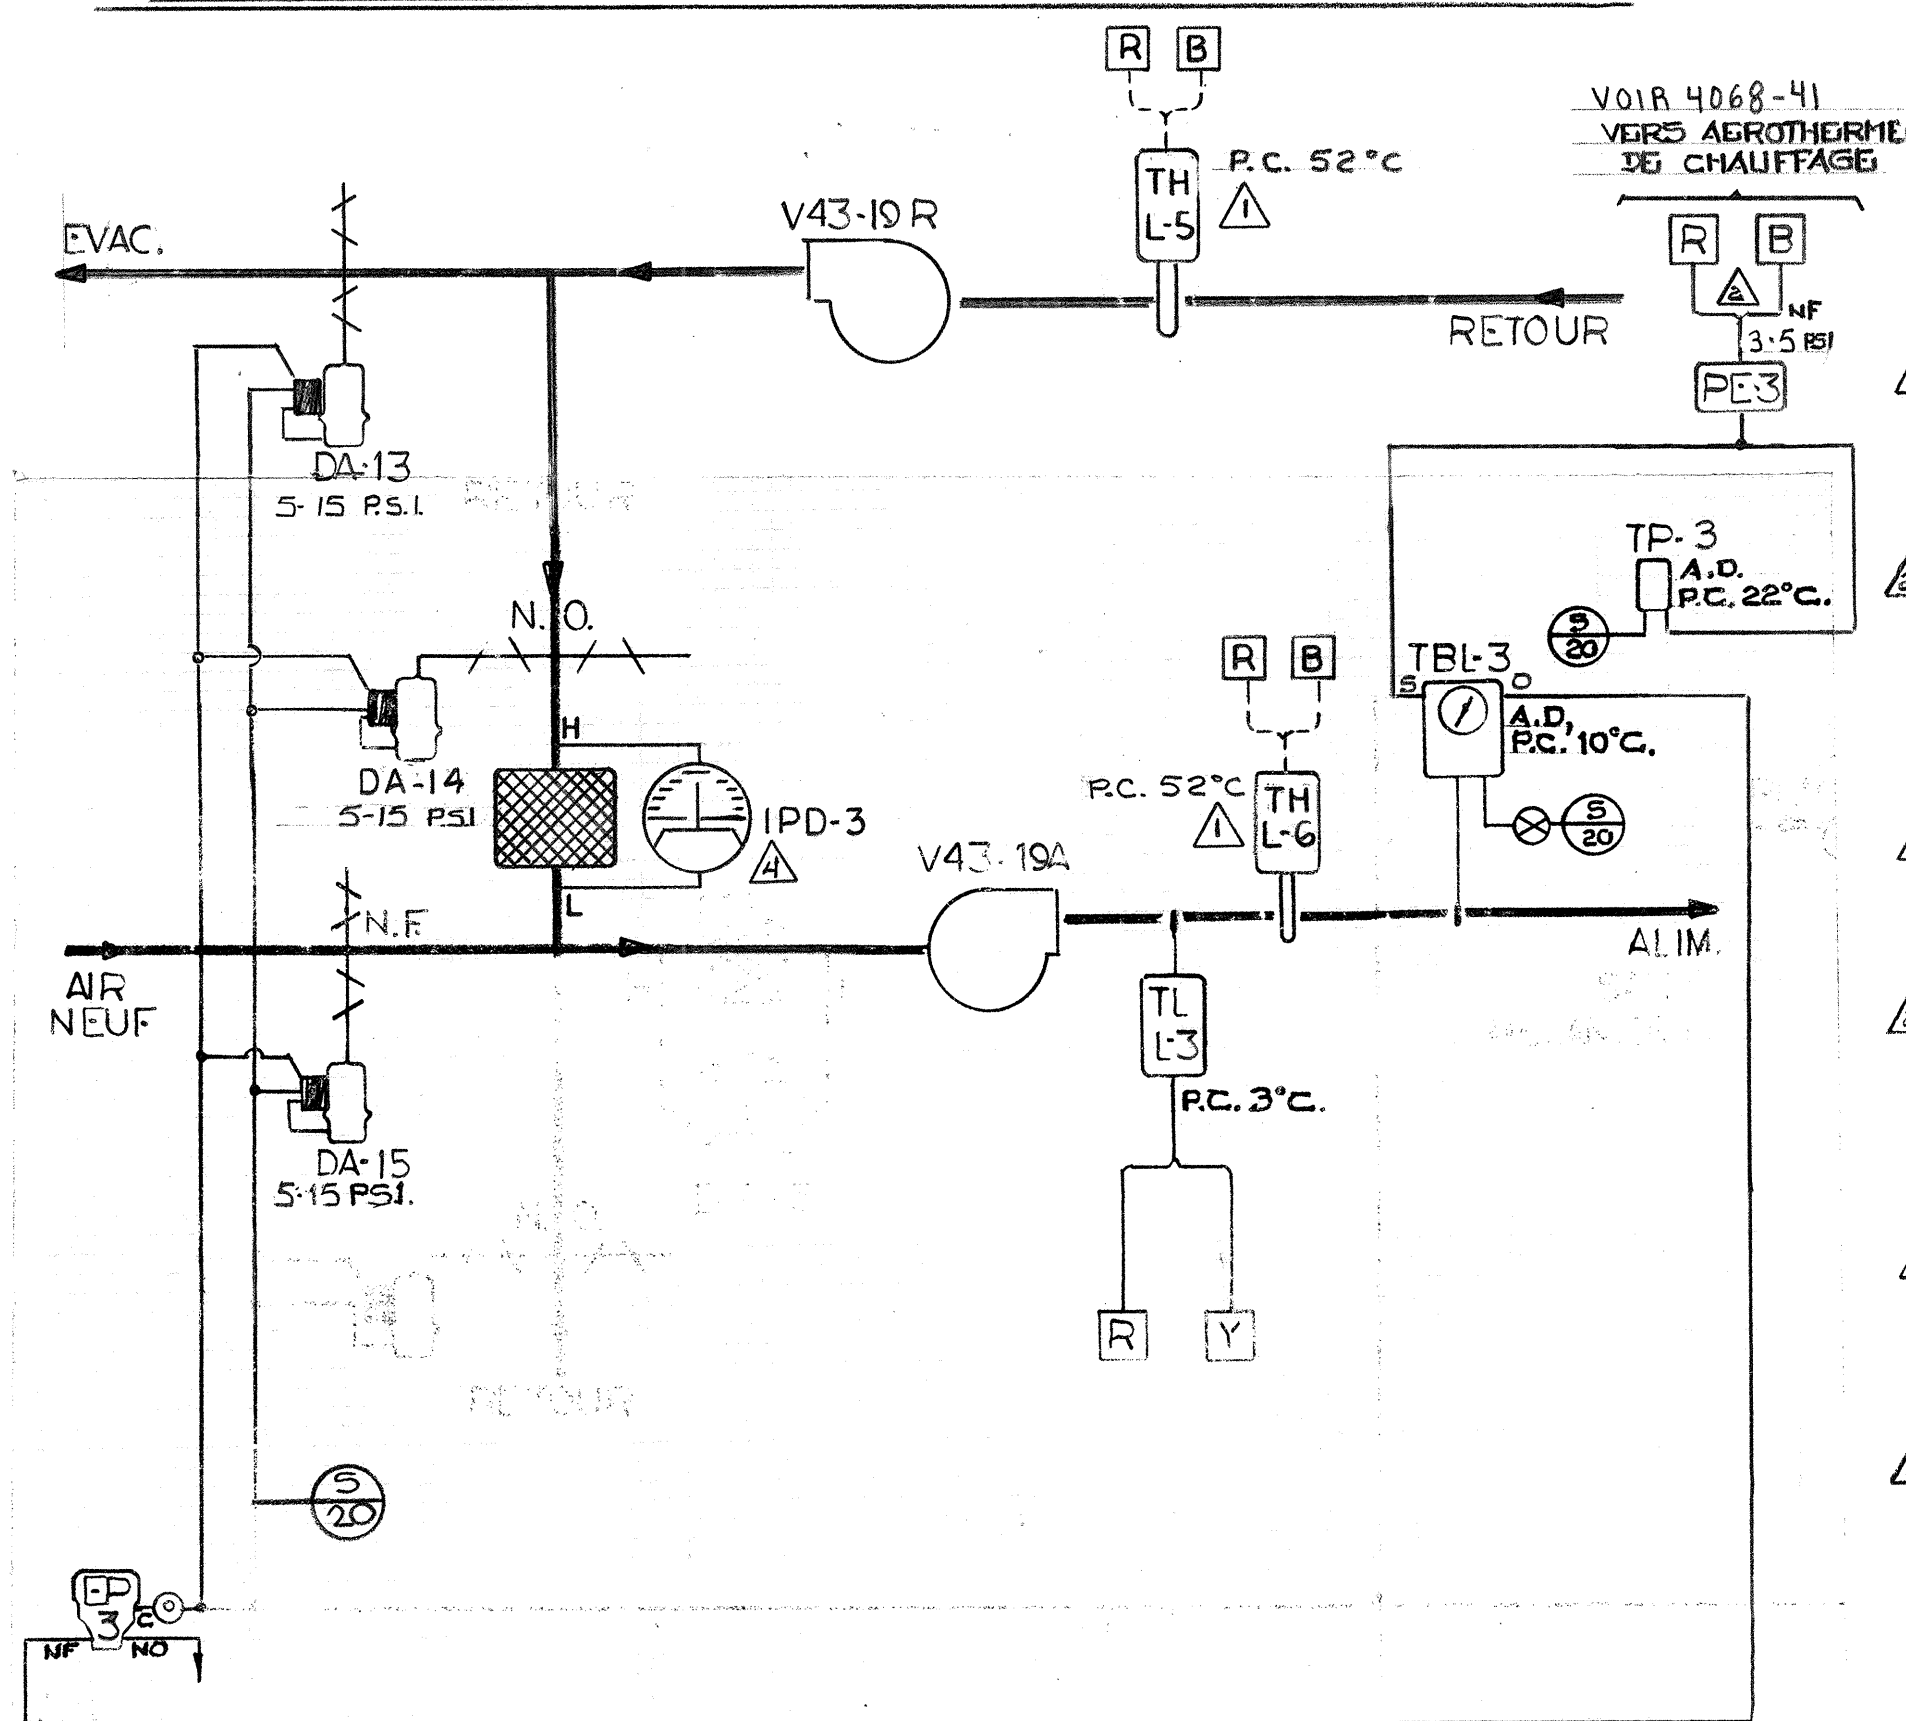 R B
VOIR 4068-41
VERS AEROTHERME
DE CHAUFFAGE
TH
L-5
P.C. 52°C
1
V43-19R
EVAC.
R B
2
NF
3-5 PSI
RETOUR
PE-3
DA-13
5-15 P.S.I.
RETOUR
TP-3
A.D.
P.C. 22°C.
S
20
N.O.
R B
TBL-3
S O
A.D,
P.C. 10°C.
H
DA-14
5-15 P.S.I
IPD-3
4
P.C. 52°C
1
TH
L-6
S
20
V43-19A
L
N.F.
ALIM.
AIR
NEUF
TL
L-3
P.C. 3°C.
DA-15
5-15 P.S.I.
N.O.
R Y
RETOUR
S
20
EP
3
C
NF NO